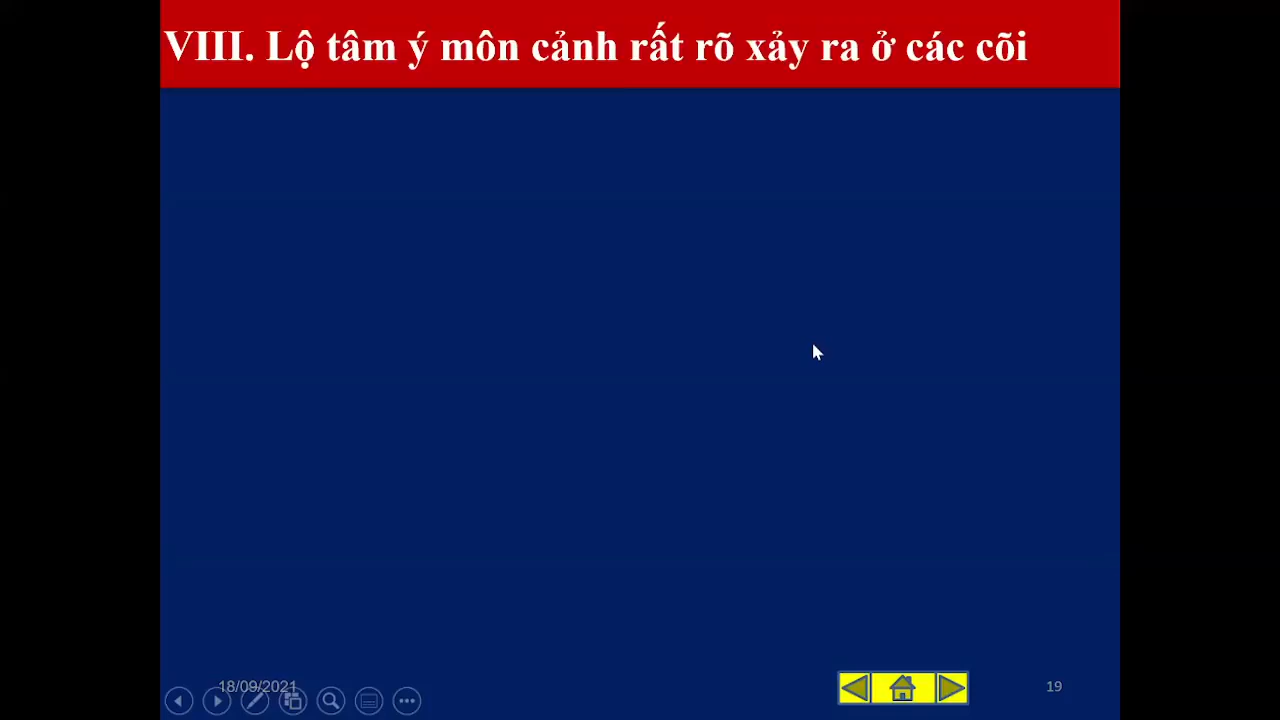 VIII. Lộ tâm ý môn cảnh rất rõ xảy ra ở các cõi
18/09/2021
19